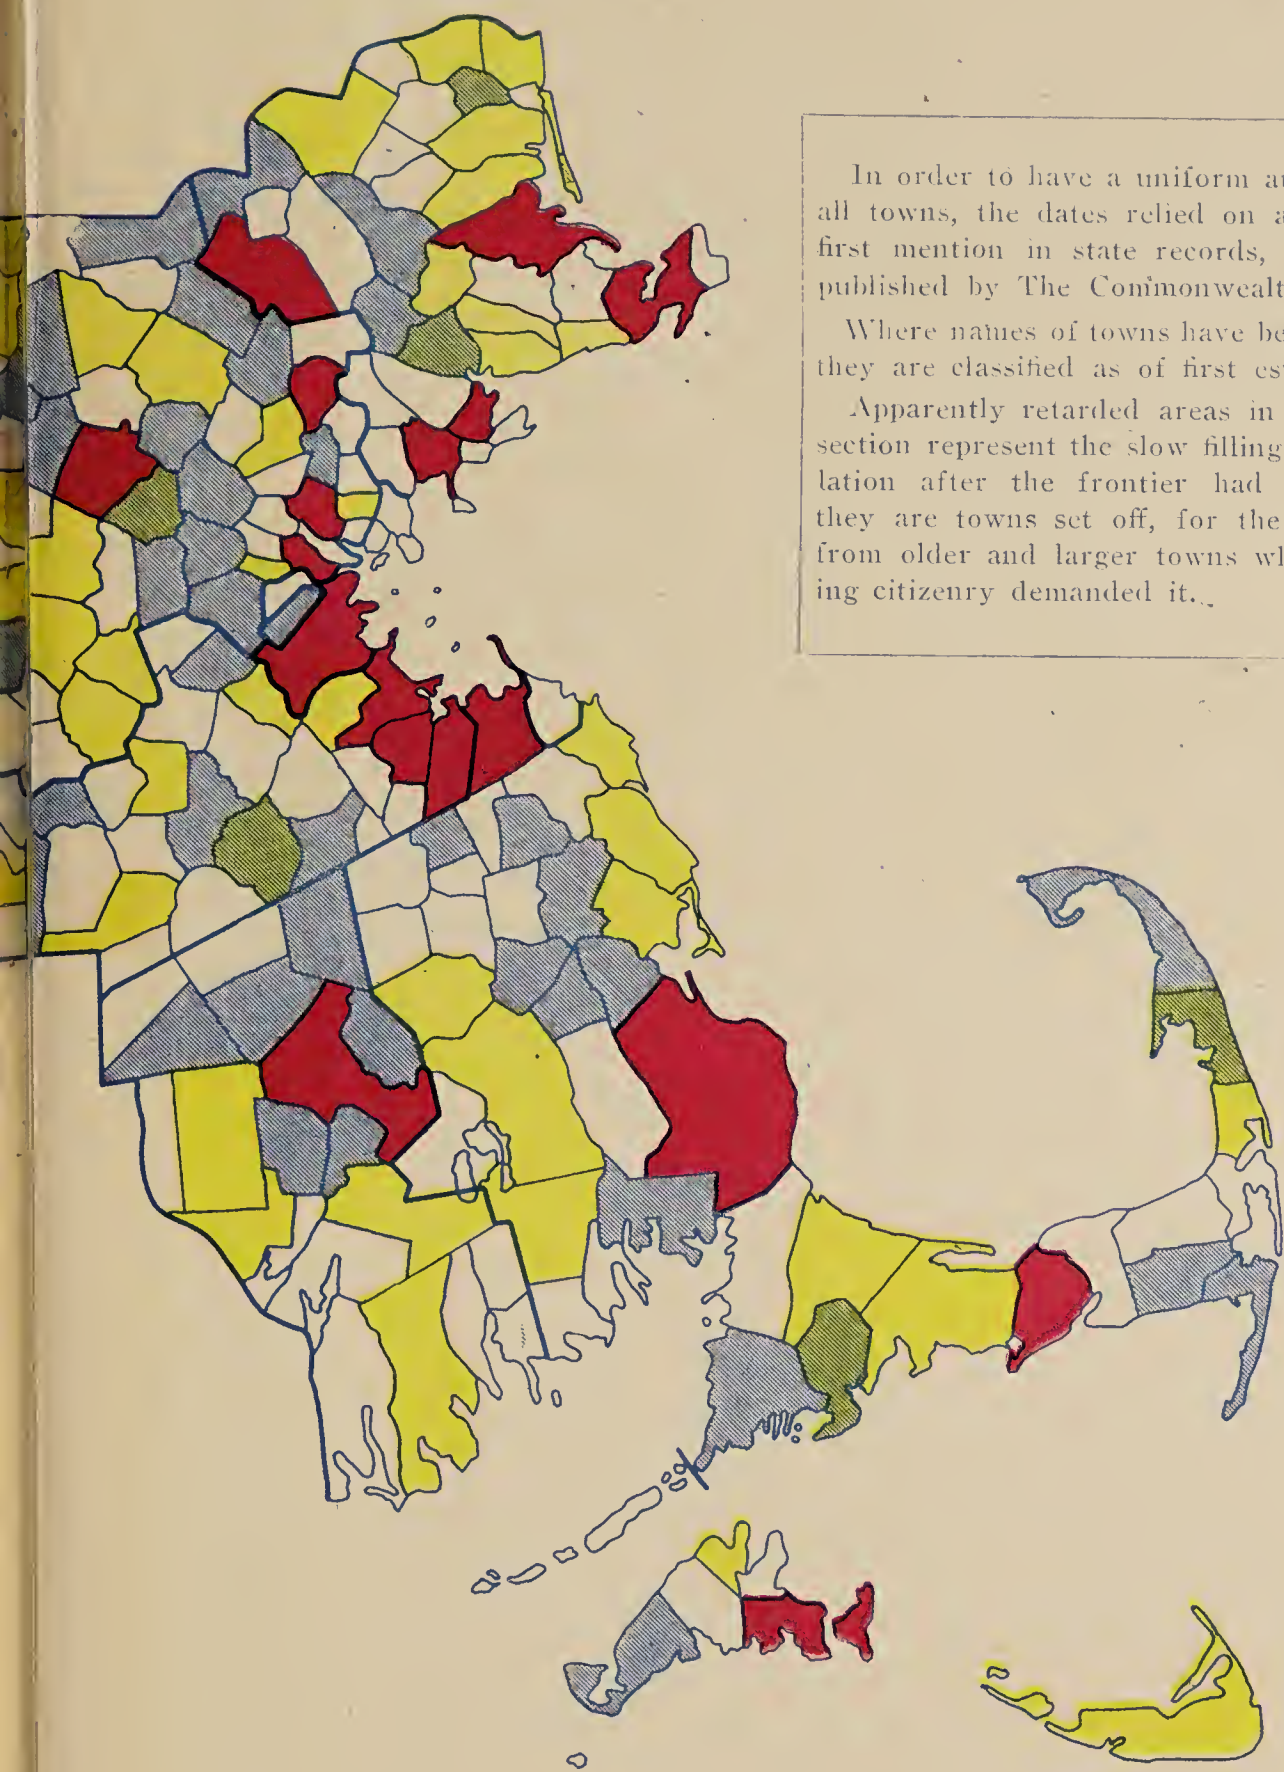 In order to have a uniform a
all towns, the dates relied on a
first mention in state records,
published by The Commonwealt
Where names of towns have be
they are classified as of first es
Apparently retarded areas in
section represent the slow filling
lation after the frontier had
they are towns set off, for the
from older and larger towns w
ing citizenry demanded it.